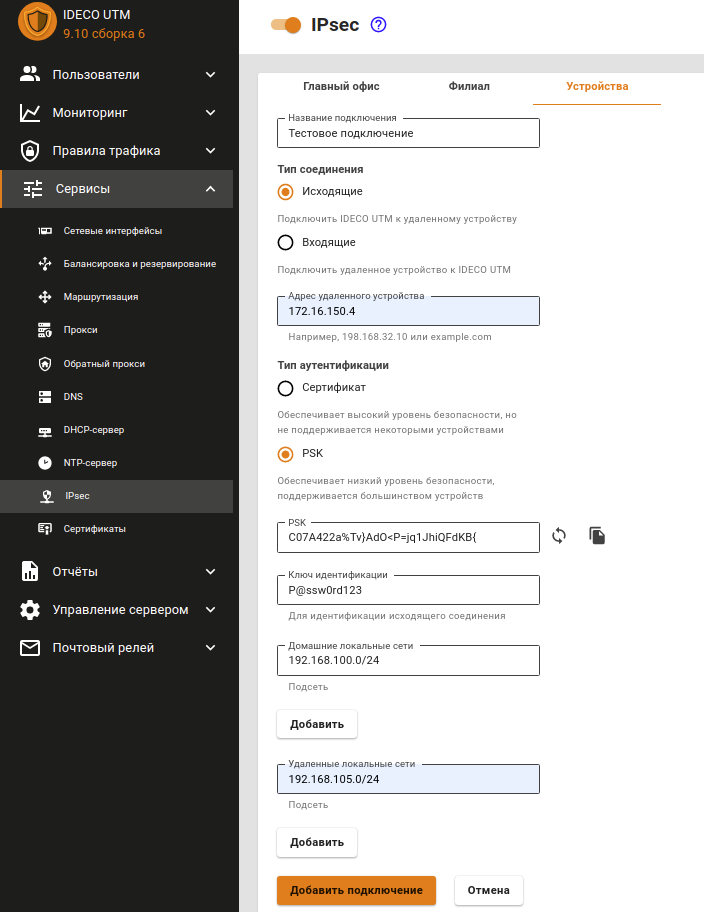 IDECO UTM
9.10 сборка 6
Пользователи
Мониторинг
Правила трафика
Сервисы
Сетевые интерфейсы
Балансировка и резервирование
Маршрутизация
Прокси
Обратный прокси
DNS
DHCP-сервер
NTP-сервер
IPsec
Сертификаты
Отчёты
Управление сервером
Почтовый релей
IPsec
Главный офис
Филиал
Устройства
Название подключения
Тестовое подключение
Тип соединения
Исходящие
Подключить IDECO UTM к удаленному устройству
Входящие
Подключить удаленное устройство к IDECO UTM
Адрес удаленного устройства
172.16.150.4
Например, 198.168.32.10 или example.com
Тип аутентификации
Сертификат
Обеспечивает высокий уровень безопасности, но
не поддерживается некоторыми устройствами
PSK
Обеспечивает низкий уровень безопасности,
поддерживается большинством устройств
PSK
C07A422a%Tv}AdO<P=jq1JhiQFdKB{
Ключ идентификации
P@ssw0rd123
Для идентификации исходящего соединения
Домашние локальные сети
192.168.100.0/24
Подсеть
Добавить
Удаленные локальные сети
192.168.105.0/24
Подсеть
Добавить
Добавить подключение
Отмена